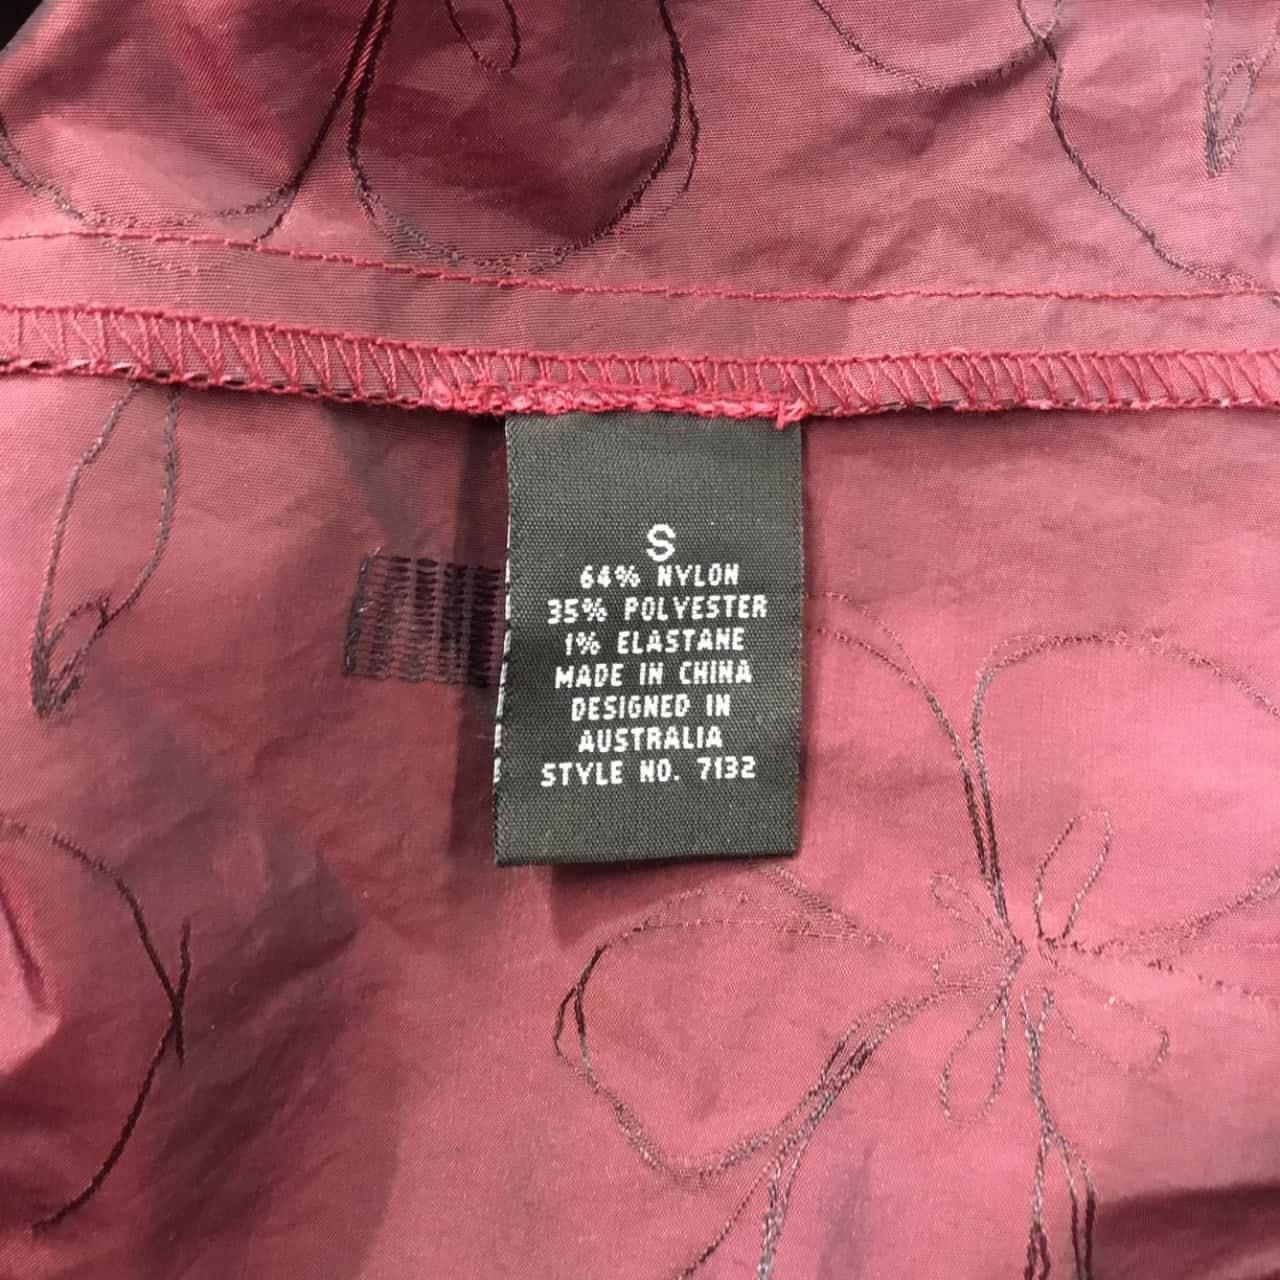 S
64% NYLON
35% POLYESTER
1% ELASTANE
MADE IN CHINA
DESIGNED IN
AUSTRALIA
STYLE NO. 7132